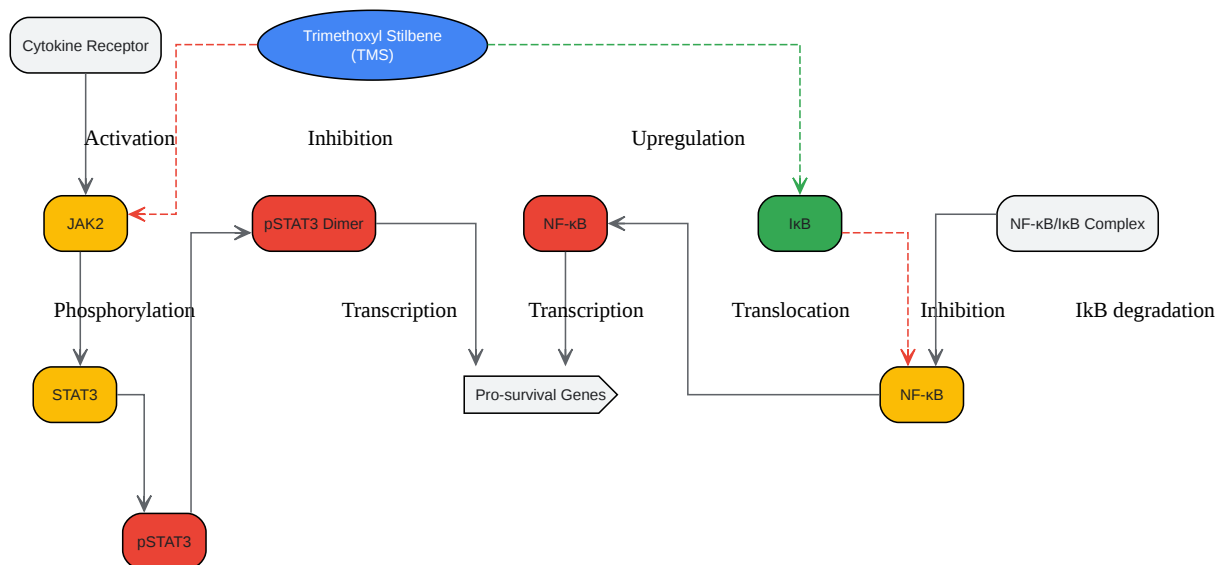 Cytokine Receptor
Trimethoxyl Stilbene
(TMS)
Activation
Inhibition
Upregulation
JAK2
pSTAT3 Dimer
NF-κB
IκB
NF-κB/IκB Complex
Phosphorylation
Transcription
Transcription
Translocation
Inhibition
IkB degradation
STAT3
Pro-survival Genes
NF-κB
pSTAT3